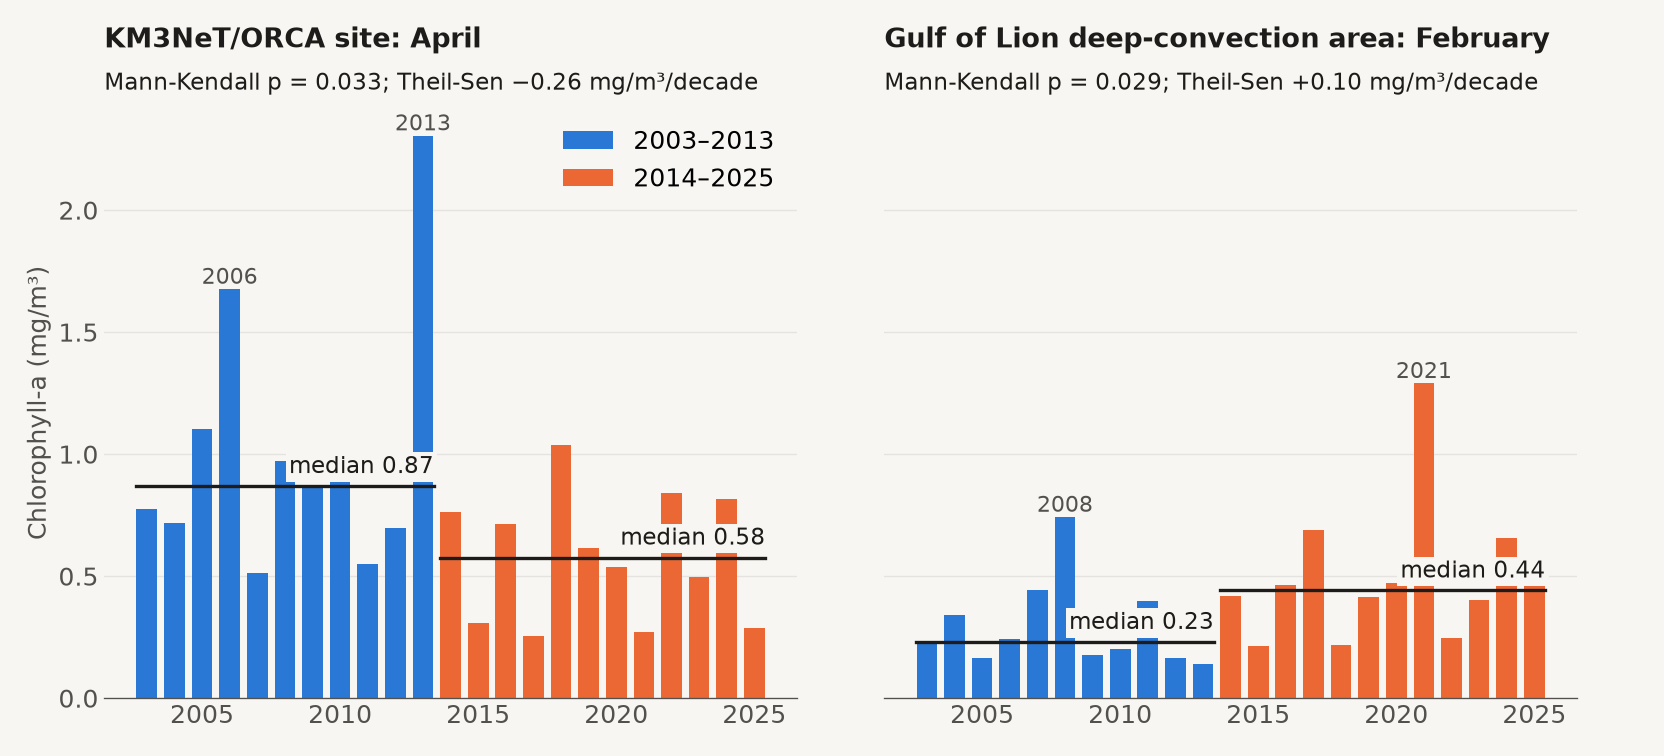 KM3NeT/ORCA site: April
Mann-Kendall p = 0.033; Theil-Sen −0.26 mg/m³/decade
2003–2013
2014–2025
2013
2006
median 0.87
median 0.58
Chlorophyll-a (mg/m³)
2.0
1.5
1.0
0.5
0.0
2005
2010
2015
2020
2025
Gulf of Lion deep-convection area: February
Mann-Kendall p = 0.029; Theil-Sen +0.10 mg/m³/decade
2021
2008
median 0.44
median 0.23
2005
2010
2015
2020
2025